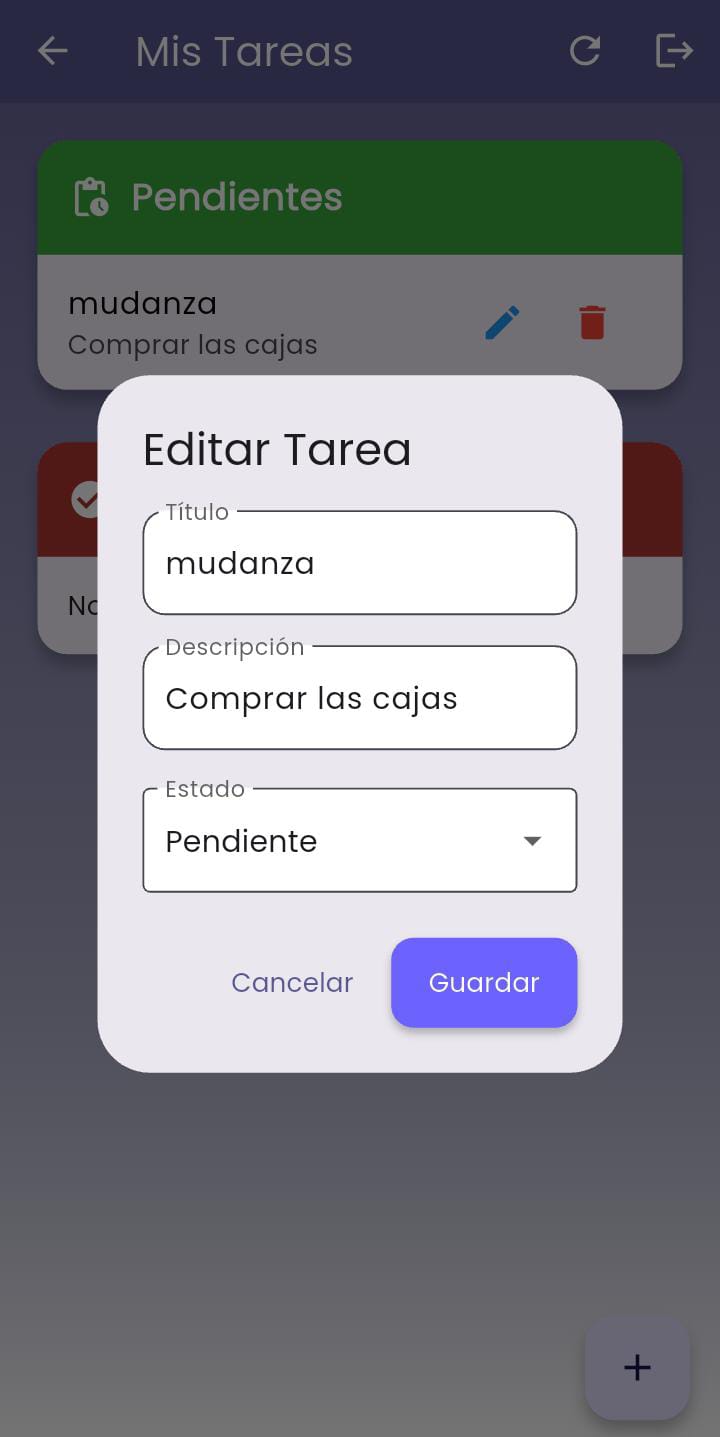 Mis Tareas
Pendientes
mudanza
Comprar las cajas
Editar Tarea
Título
mudanza
Descripción
Comprar las cajas
Estado
Pendiente
Cancelar
Guardar